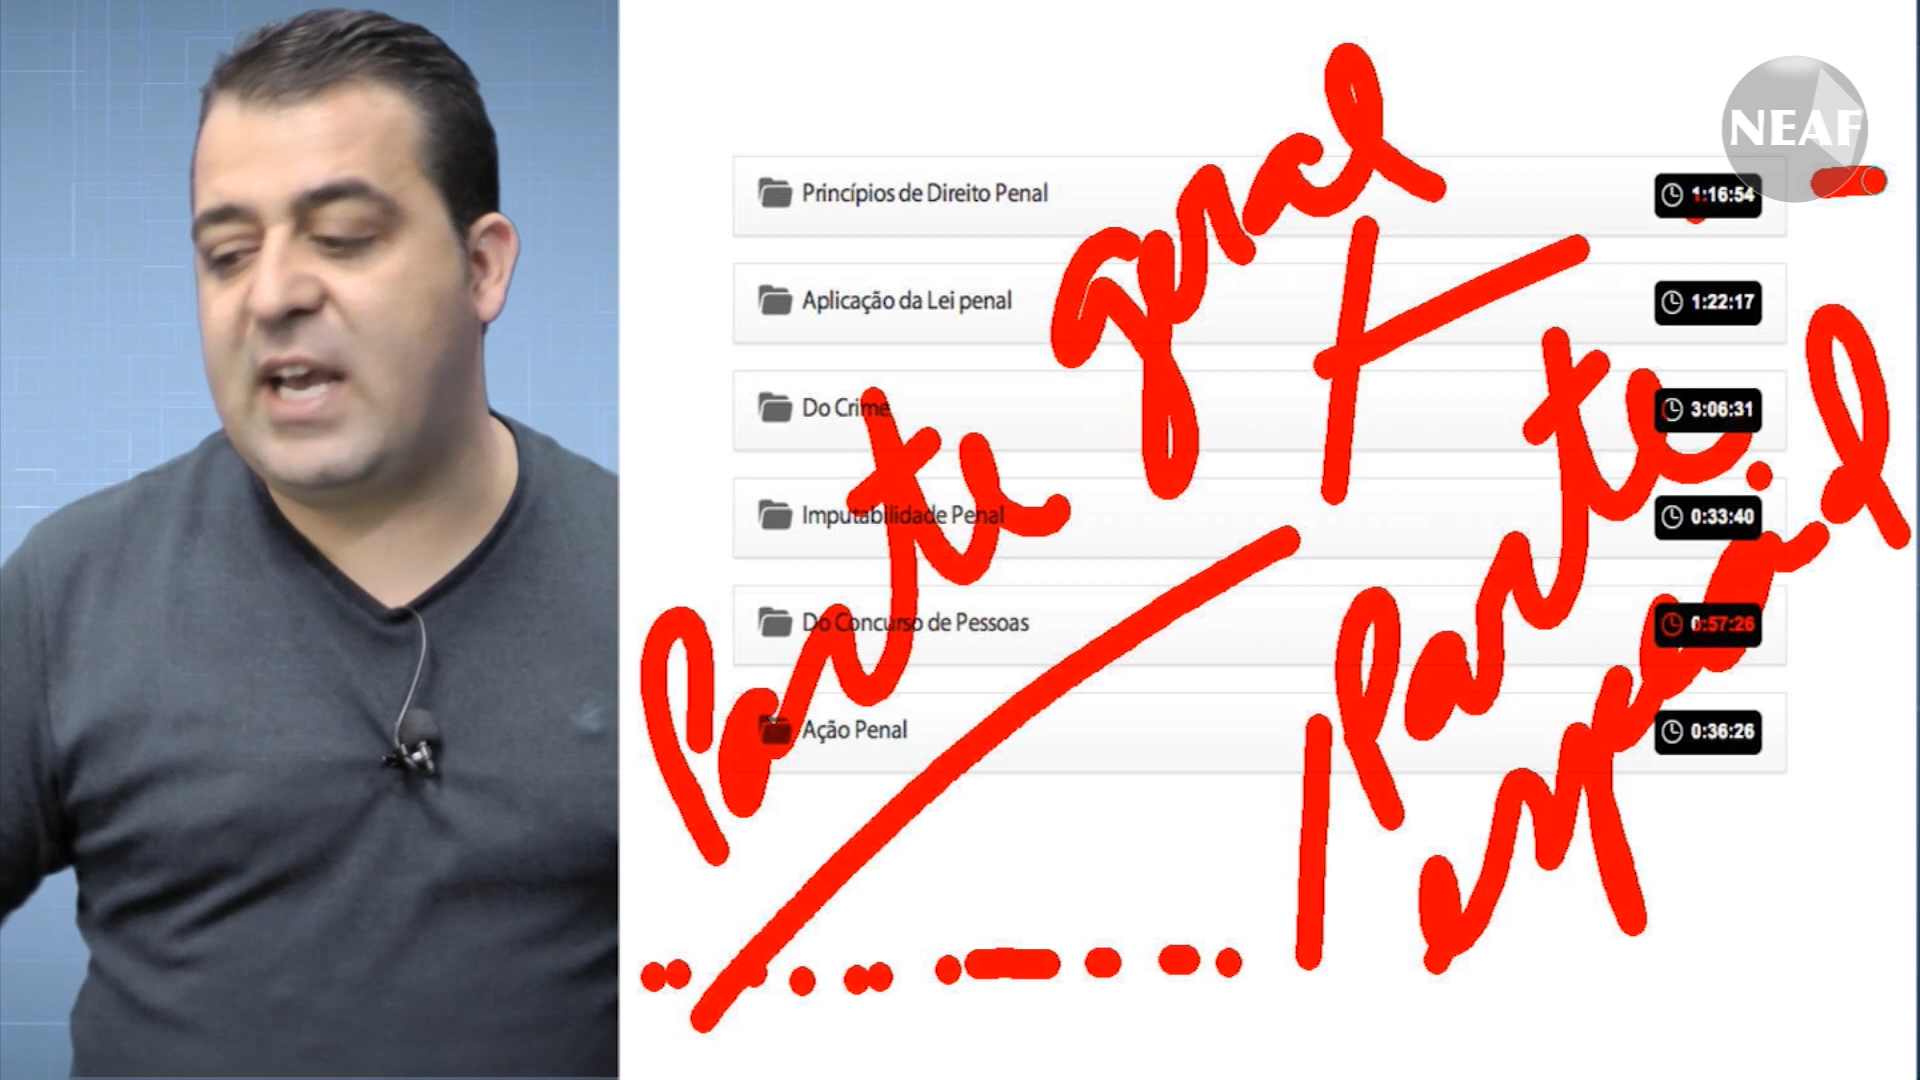 NEAF
Princípios de Direito Penal 1:16:54
Aplicação da Lei penal 1:22:17
Do Crime 3:06:31
Imputabilidade Penal 0:33:40
Do Concurso de Pessoas 0:57:26
Ação Penal 0:36:26
Parte geral
Parte
especial